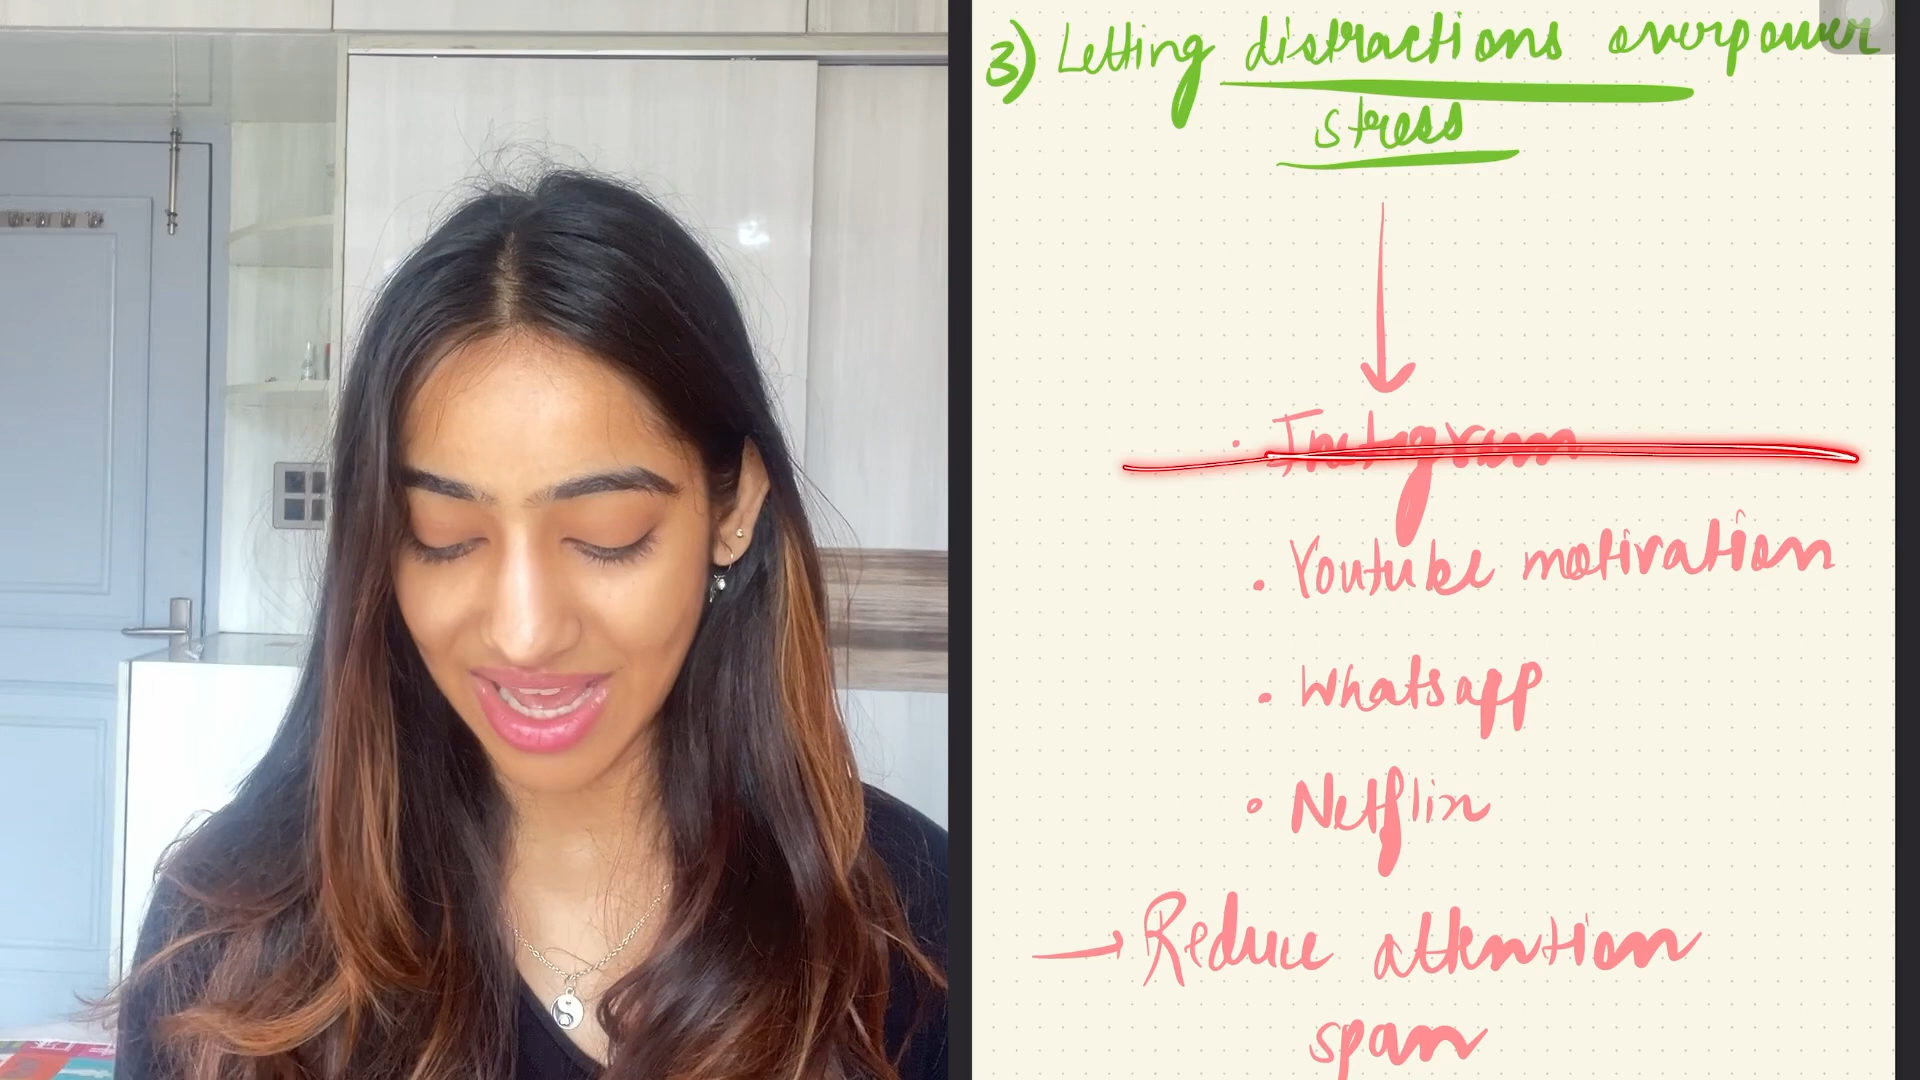 3) Letting distractions overpower
stress
• Instagram
• Youtube motivation
• Whatsapp
• Netflix
→ Reduce attention
span